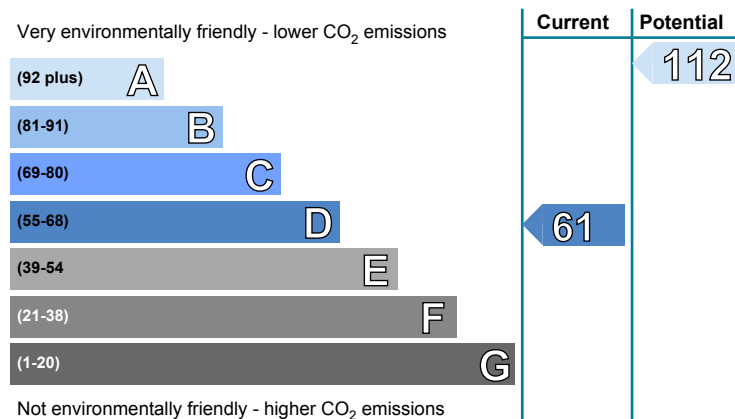 Very environmentally friendly - lower CO₂ emissions
Current
Potential
(92 plus) A
112
(81-91) B
(69-80) C
(55-68) D
61
(39-54 E
(21-38) F
(1-20) G
Not environmentally friendly - higher CO₂ emissions